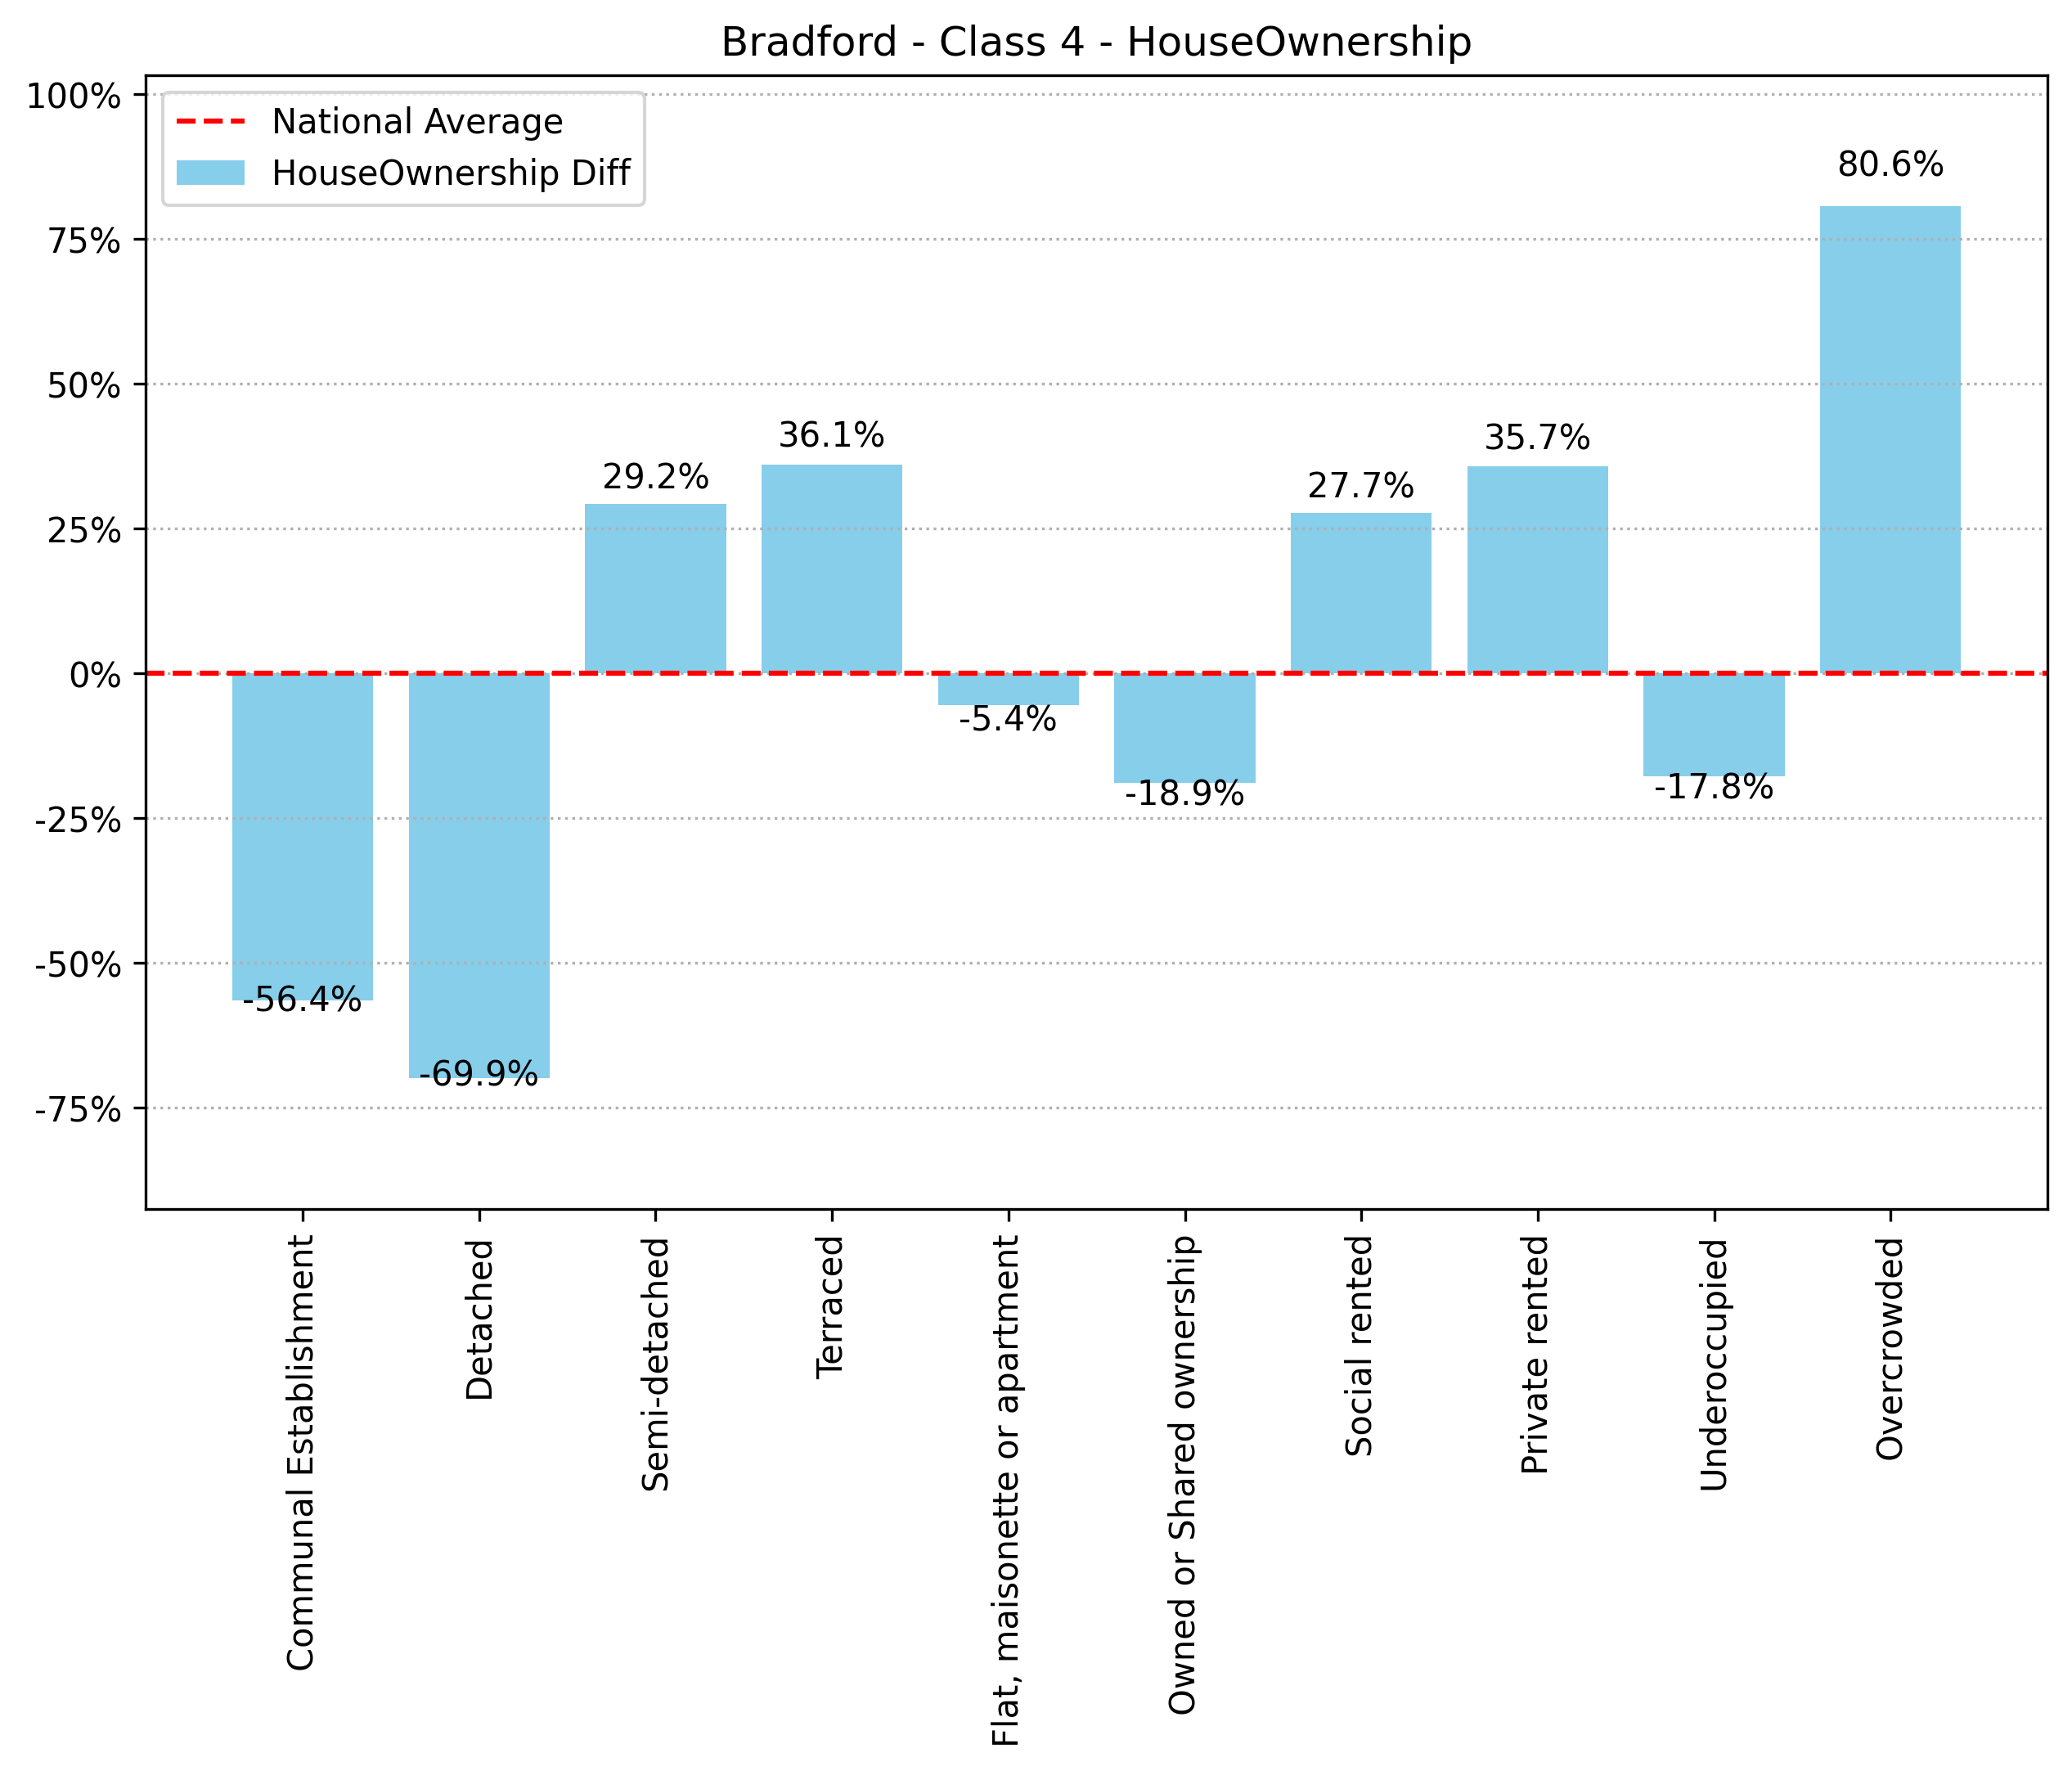 Bradford - Class 4 - HouseOwnership
National Average
HouseOwnership Diff
100%
75%
50%
25%
0%
-25%
-50%
-75%
-56.4%
-69.9%
29.2%
36.1%
-5.4%
-18.9%
27.7%
35.7%
-17.8%
80.6%
Communal Establishment
Detached
Semi-detached
Terraced
Flat, maisonette or apartment
Owned or Shared ownership
Social rented
Private rented
Underoccupied
Overcrowded